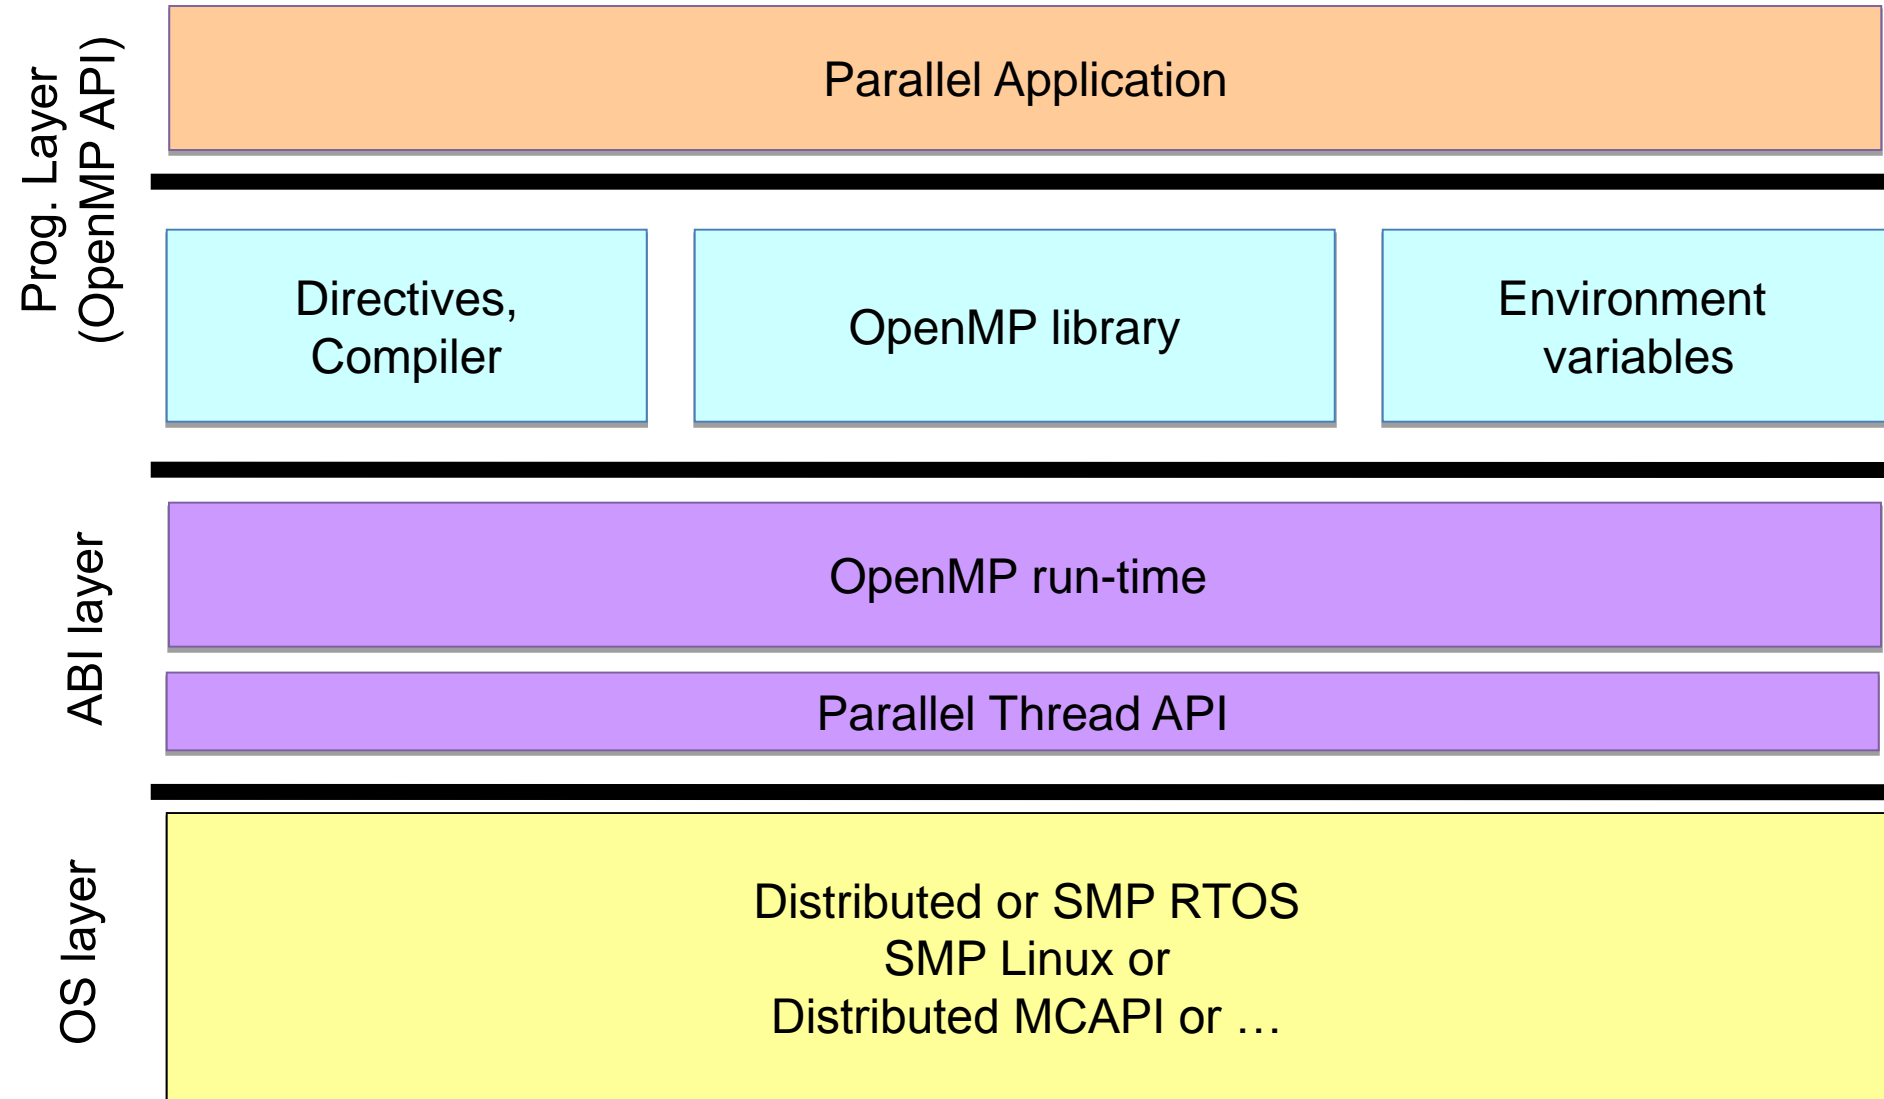 Prog. Layer
(OpenMP API)
Parallel Application
Directives,
Compiler
OpenMP library
Environment
variables
ABI layer
OpenMP run-time
Parallel Thread API
OS layer
Distributed or SMP RTOS
SMP Linux or
Distributed MCAPI or …